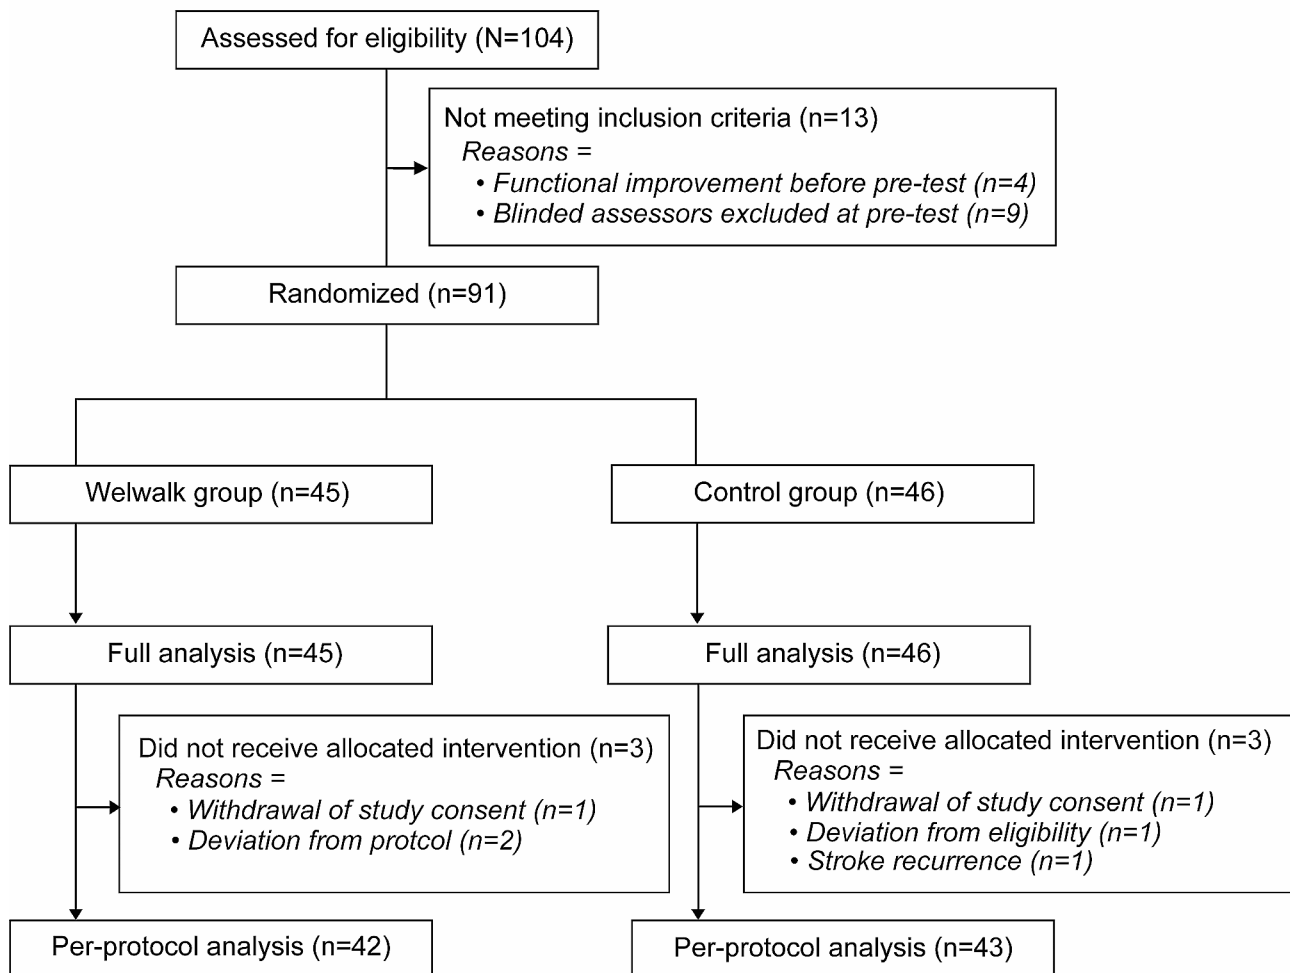 Assessed for eligibility (N=104)
Not meeting inclusion criteria (n=13)
Reasons =
• Functional improvement before pre-test (n=4)
• Blinded assessors excluded at pre-test (n=9)
Randomized (n=91)
Welwalk group (n=45)
Control group (n=46)
Full analysis (n=45)
Full analysis (n=46)
Did not receive allocated intervention (n=3)
Reasons =
• Withdrawal of study consent (n=1)
• Deviation from protcol (n=2)
Did not receive allocated intervention (n=3)
Reasons =
• Withdrawal of study consent (n=1)
• Deviation from eligibility (n=1)
• Stroke recurrence (n=1)
Per-protocol analysis (n=42)
Per-protocol analysis (n=43)